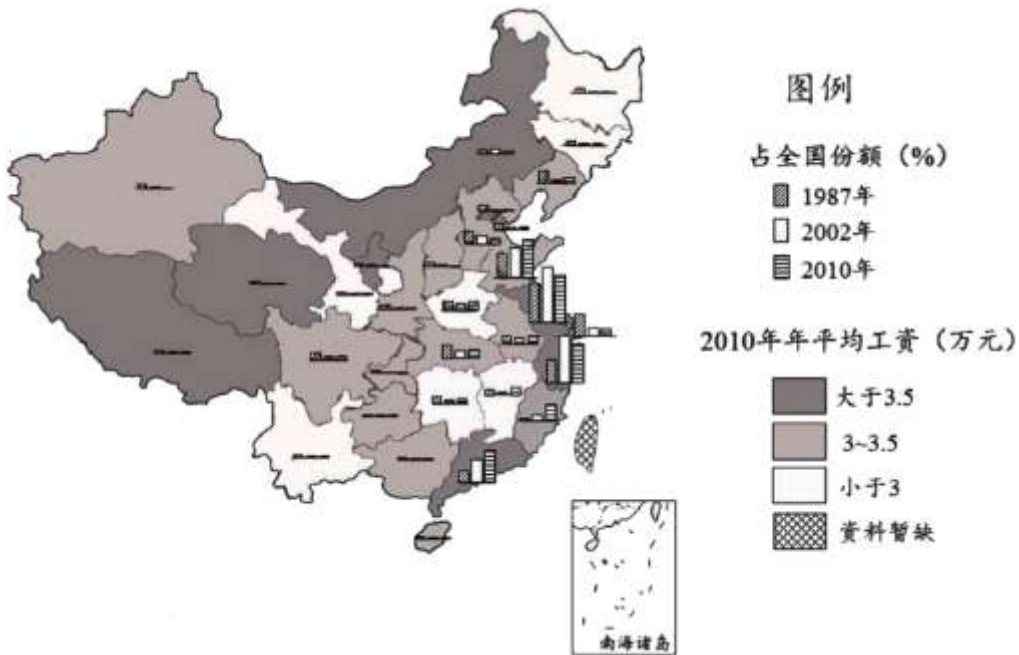 图例
占全国份额（%）
1987年
2002年
2010年
2010年年平均工资（万元）
大于3.5
3~3.5
小于3
资料暂缺
南海诸岛